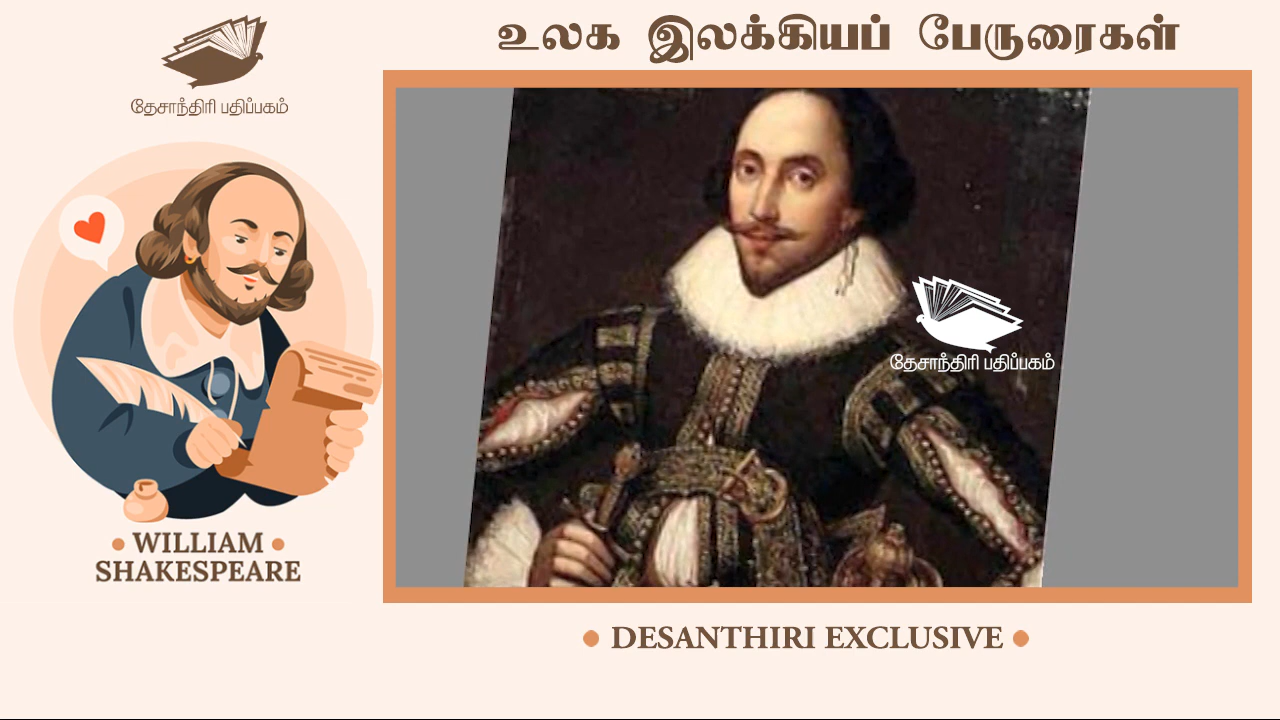 உலக இலக்கியப் பேருரைகள்
தேசாந்திரி பதிப்பகம்
தேசாந்திரி பதிப்பகம்
WILLIAM
SHAKESPEARE
DESANTHIRI EXCLUSIVE